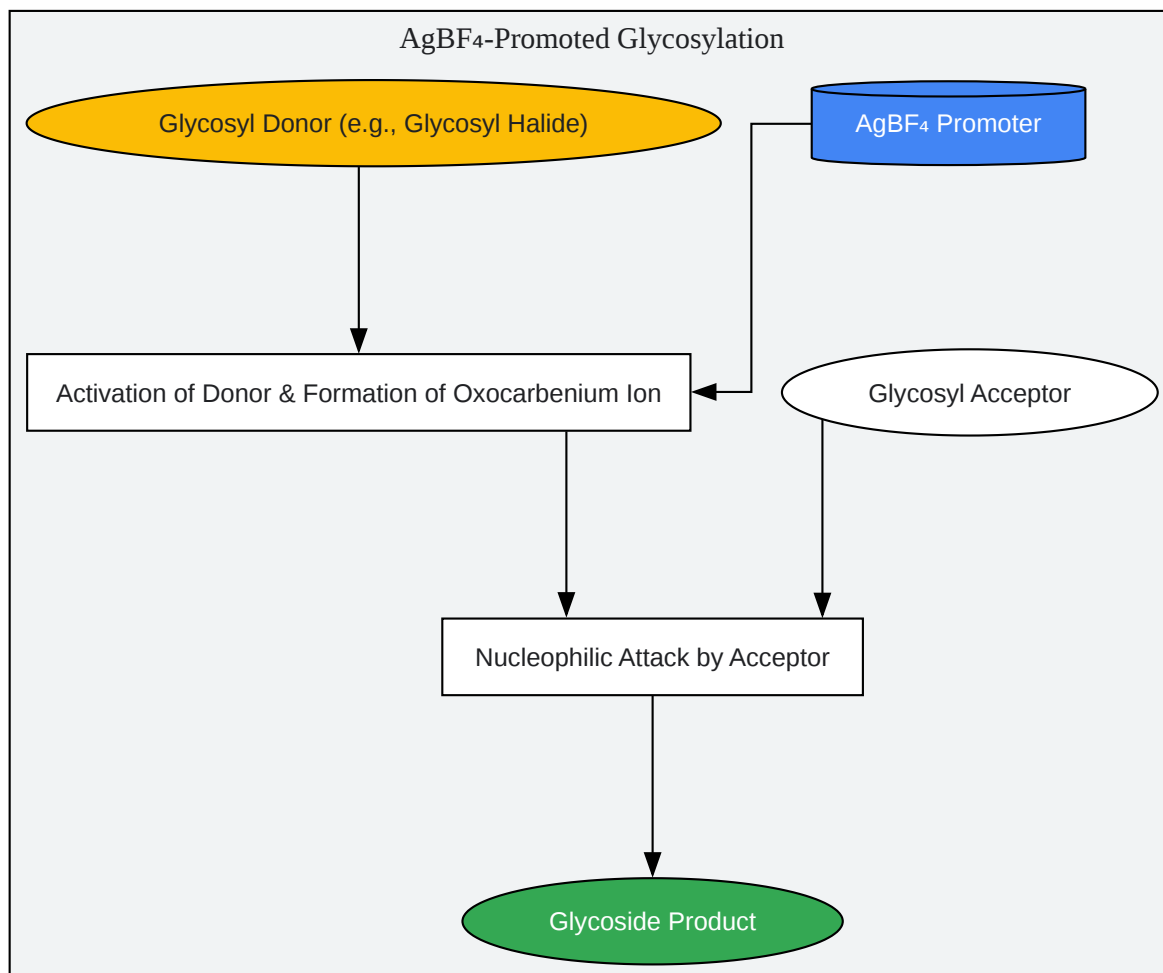 AgBF₄-Promoted Glycosylation
Glycosyl Donor (e.g., Glycosyl Halide)
AgBF₄ Promoter
Activation of Donor & Formation of Oxocarbenium Ion
Glycosyl Acceptor
Nucleophilic Attack by Acceptor
Glycoside Product